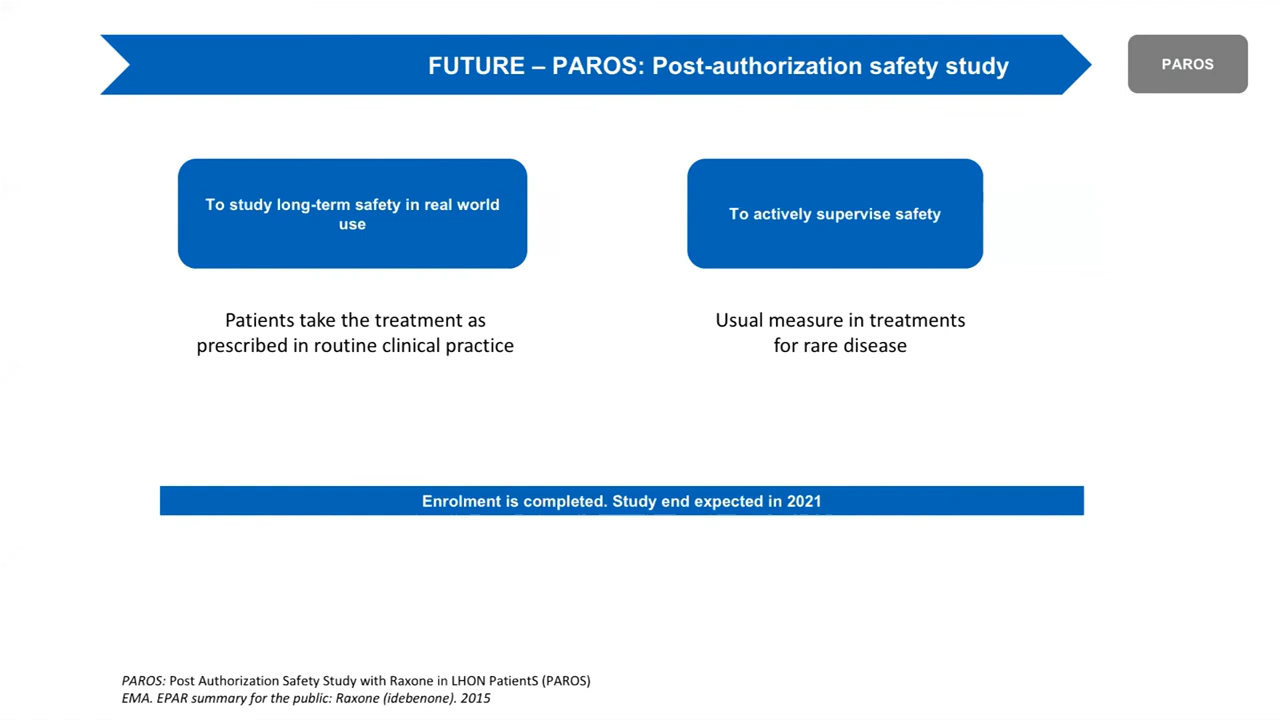 FUTURE – PAROS: Post-authorization safety study
PAROS
To study long-term safety in real world
use
To actively supervise safety
Patients take the treatment as
prescribed in routine clinical practice
Usual measure in treatments
for rare disease
Enrolment is completed. Study end expected in 2021
PAROS: Post Authorization Safety Study with Raxone in LHON PatientS (PAROS)
EMA. EPAR summary for the public: Raxone (idebenone). 2015